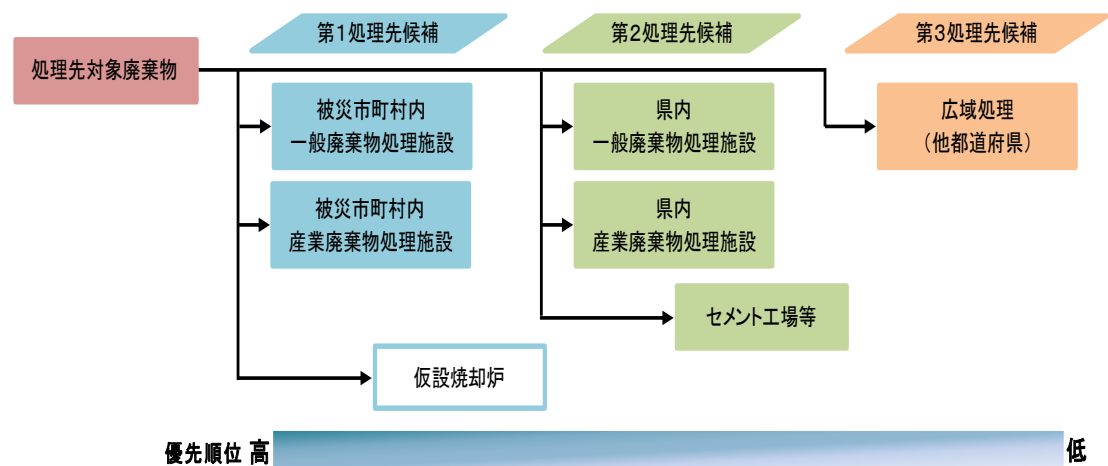 第1処理先候補
第2処理先候補
第3処理先候補
処理先対象廃棄物
被災市町村内
一般廃棄物処理施設
県内
一般廃棄物処理施設
広域処理
（他都道府県）
被災市町村内
産業廃棄物処理施設
県内
産業廃棄物処理施設
セメント工場等
仮設焼却炉
優先順位 高
低